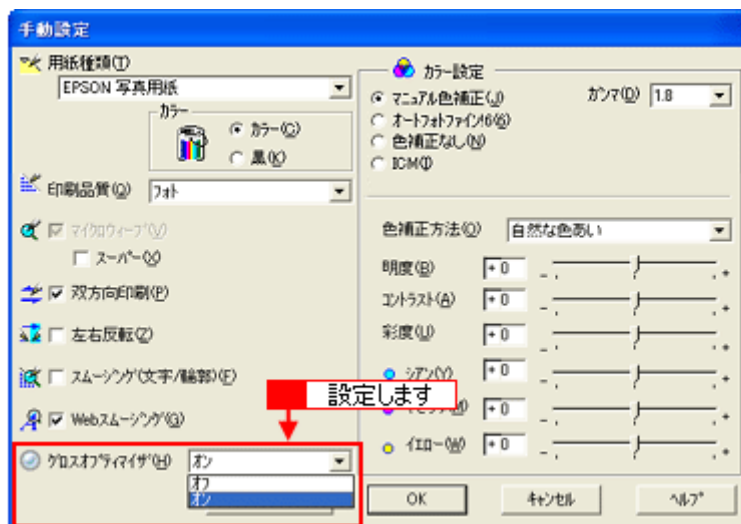 手動設定
用紙種類(T)
EPSON 写真用紙
カラー
カラー(C)
黒(K)
印刷品質(Q)
フォト
マイクロウィーブ(V)
スーパー(X)
双方向印刷(P)
左右反転(Z)
スムージング(文字/輪郭)(F)
Webスムージング(G)
グロスオプティマイザ(H)
オン
オフ
オン
カラー設定
マニュアル色補正(J)
オートフォトファイン!6(6)
色補正なし(N)
ICM(I)
ガンマ(D)
1.8
色補正方法(O)
自然な色あい
明度(B)
+0
コントラスト(A)
+0
彩度(U)
+0
シアン(Y)
+0
設定します
+0
イエロー(W)
+0
OK
キャンセル
ヘルプ